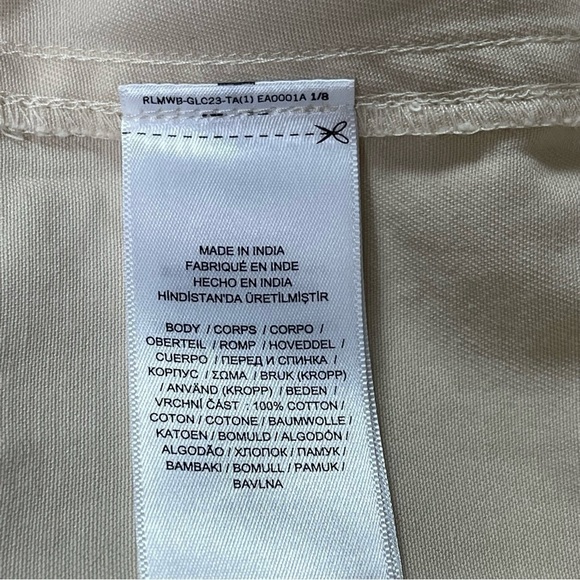 RLMWB-GLC23-TA(1) EA0001A 1/8
MADE IN INDIA
FABRIQUÉ EN INDE
HECHO EN INDIA
HİNDİSTAN'DA ÜRETİLMİŞTİR
BODY / CORPS / CORPO /
OBERTEIL / ROMP / HOVEDDEL /
CUERPO / ПЕРЕД И СПИНКА /
КОРПУС / ΣΩΜΑ / BRUK (KROPP)
/ ANVÄND (KROPP) / BEDEN /
VRCHNÍ ČÁST : 100% COTTON /
COTON / COTONE / BAUMWOLLE /
KATOEN / BOMULD / ALGODÓN /
ALGODÃO / ХЛОПОК / ПАМУК /
BAMBAKI / BOMULL / PAMUK /
BAVLNA